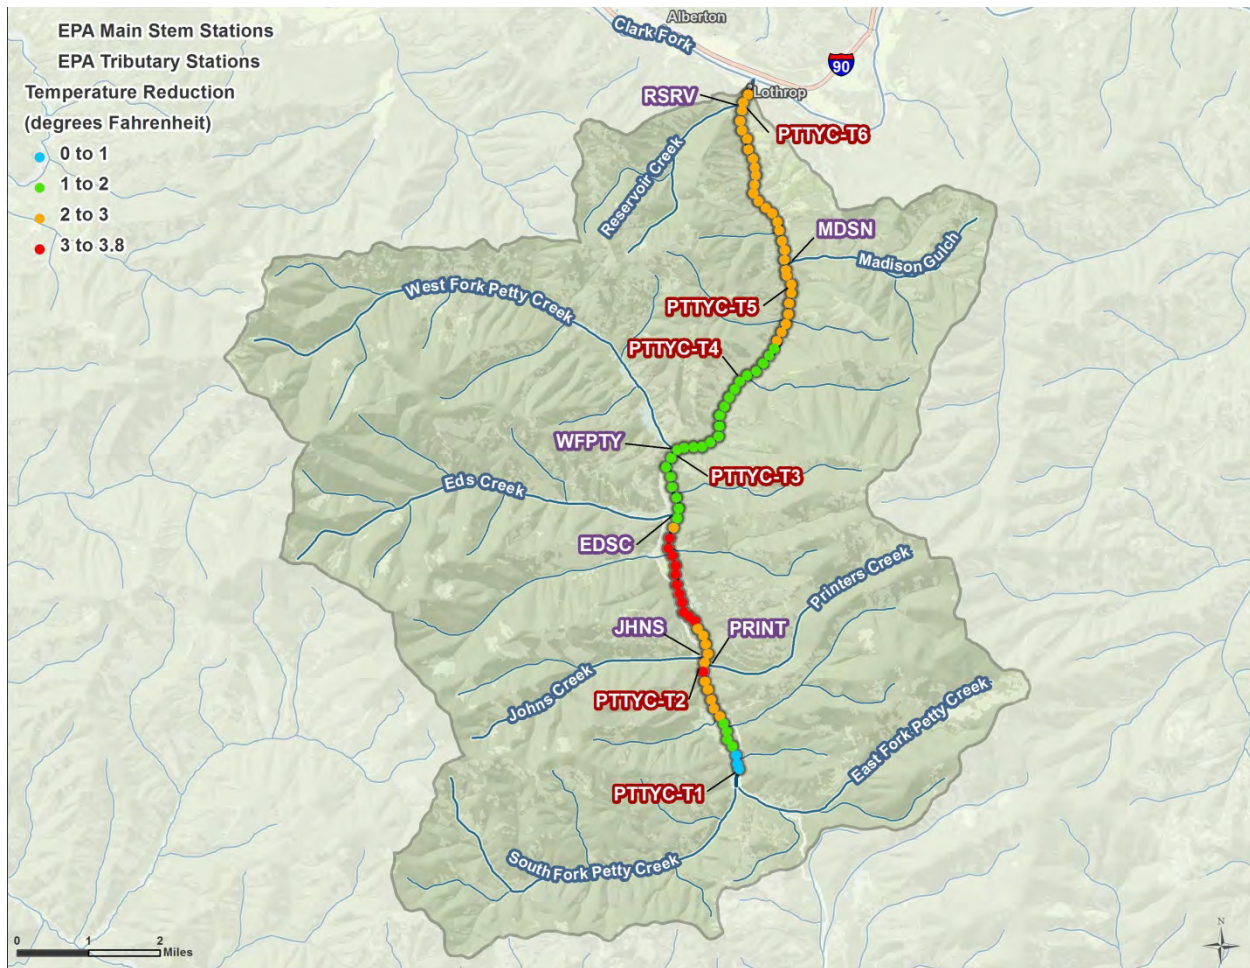 Alberton
Clark Fork
EPA Main Stem Stations
EPA Tributary Stations
90
Temperature Reduction
(degrees Fahrenheit)
Lothrop
RSRV
PTTYC-T6
0 to 1
1 to 2
2 to 3
3 to 3.8
Reservoir Creek
MDSN
Madison Gulch
West Fork Petty Creek
PTTYC-T5
PTTYC-T4
WFPTY
PTTYC-T3
Eds Creek
EDSC
Printers Creek
JHNS
PRINT
Johns Creek
PTTYC-T2
East Fork Petty Creek
PTTYC-T1
South Fork Petty Creek
0 1 2
Miles
N